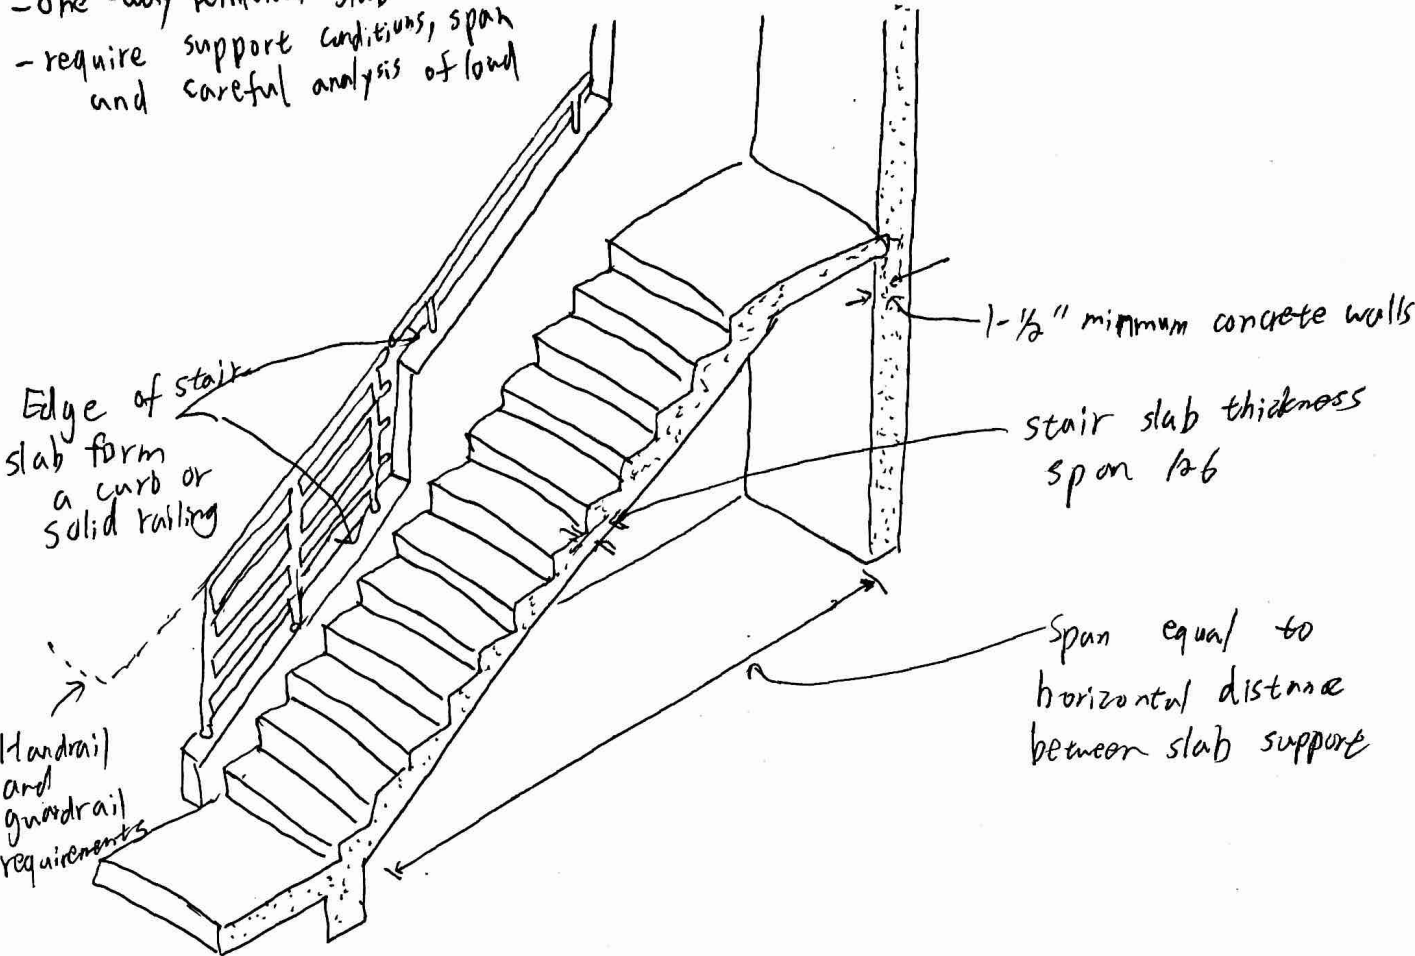 - one-way
- require support conditions, span
and careful analysis of load
1-1/2" minimum concrete walls
Edge of stair
slab form
a curb or
solid railing
stair slab thickness
span /26
Span equal to
horizontal distance
between slab support
Handrail
and
guardrail
requirements